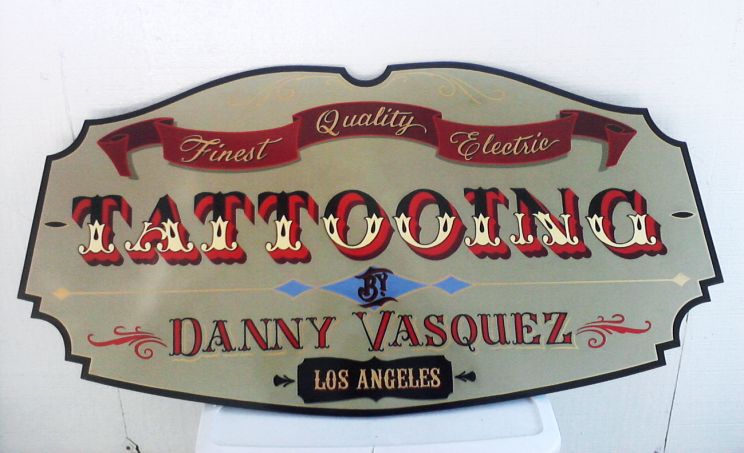 Finest Quality Electric
TATTOOING
BY
DANNY VASQUEZ
LOS ANGELES